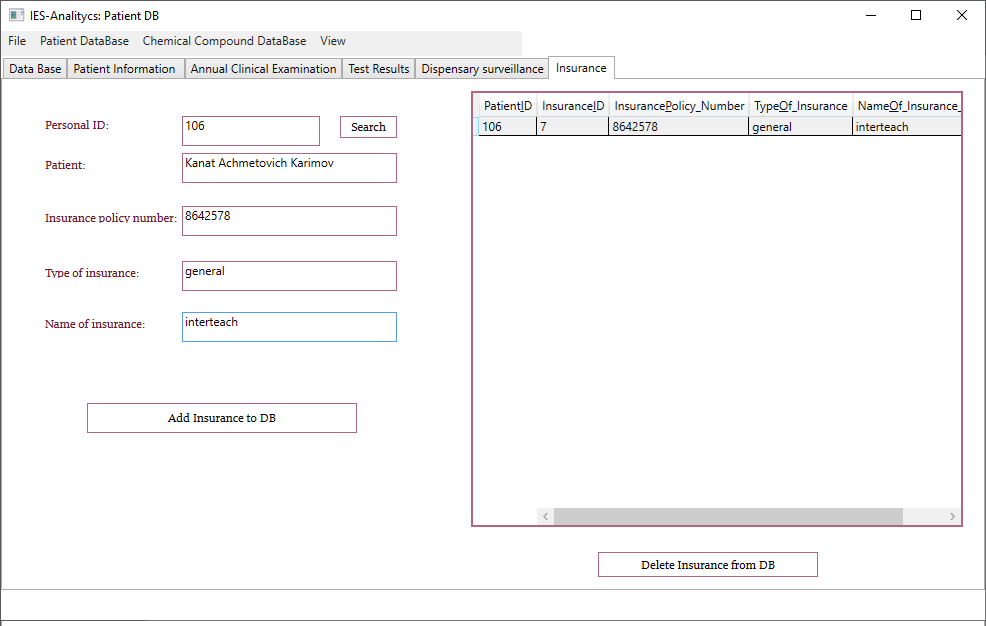 IES-Analitycs: Patient DB
File Patient DataBase Chemical Compound DataBase View
Data Base Patient Information Annual Clinical Examination Test Results Dispensary surveillance Insurance
Personal ID: 106 Search
Patient: Kanat Achmetovich Karimov
Insurance policy number: 8642578
Type of insurance: general
Name of insurance: interteach
Add Insurance to DB
PatientID InsuranceID InsurancePolicy_Number TypeOf_Insurance NameOf_Insurance_
106 7 8642578 general interteach
Delete Insurance from DB